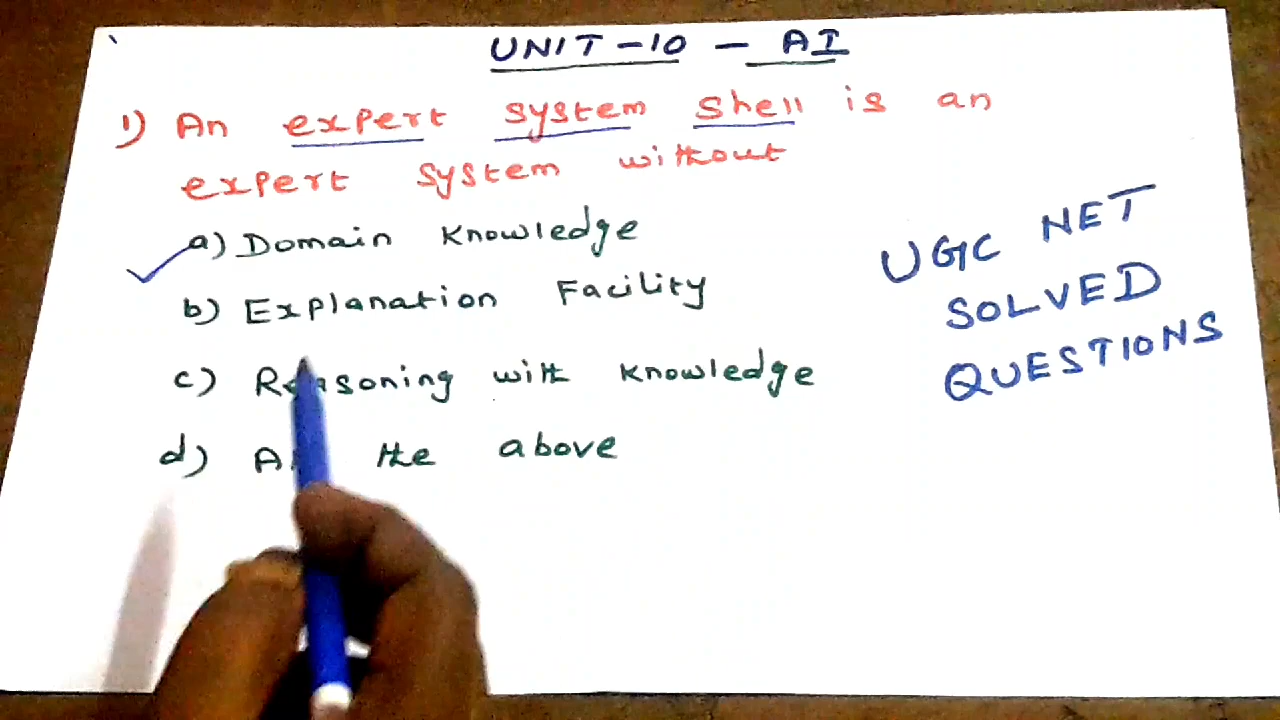 UNIT-10 - AI
1) An expert system shell is an
expert system without
a) Domain Knowledge
b) Explanation Facility
c) Reasoning with knowledge
d) the above
UGC NET
SOLVED
QUESTIONS